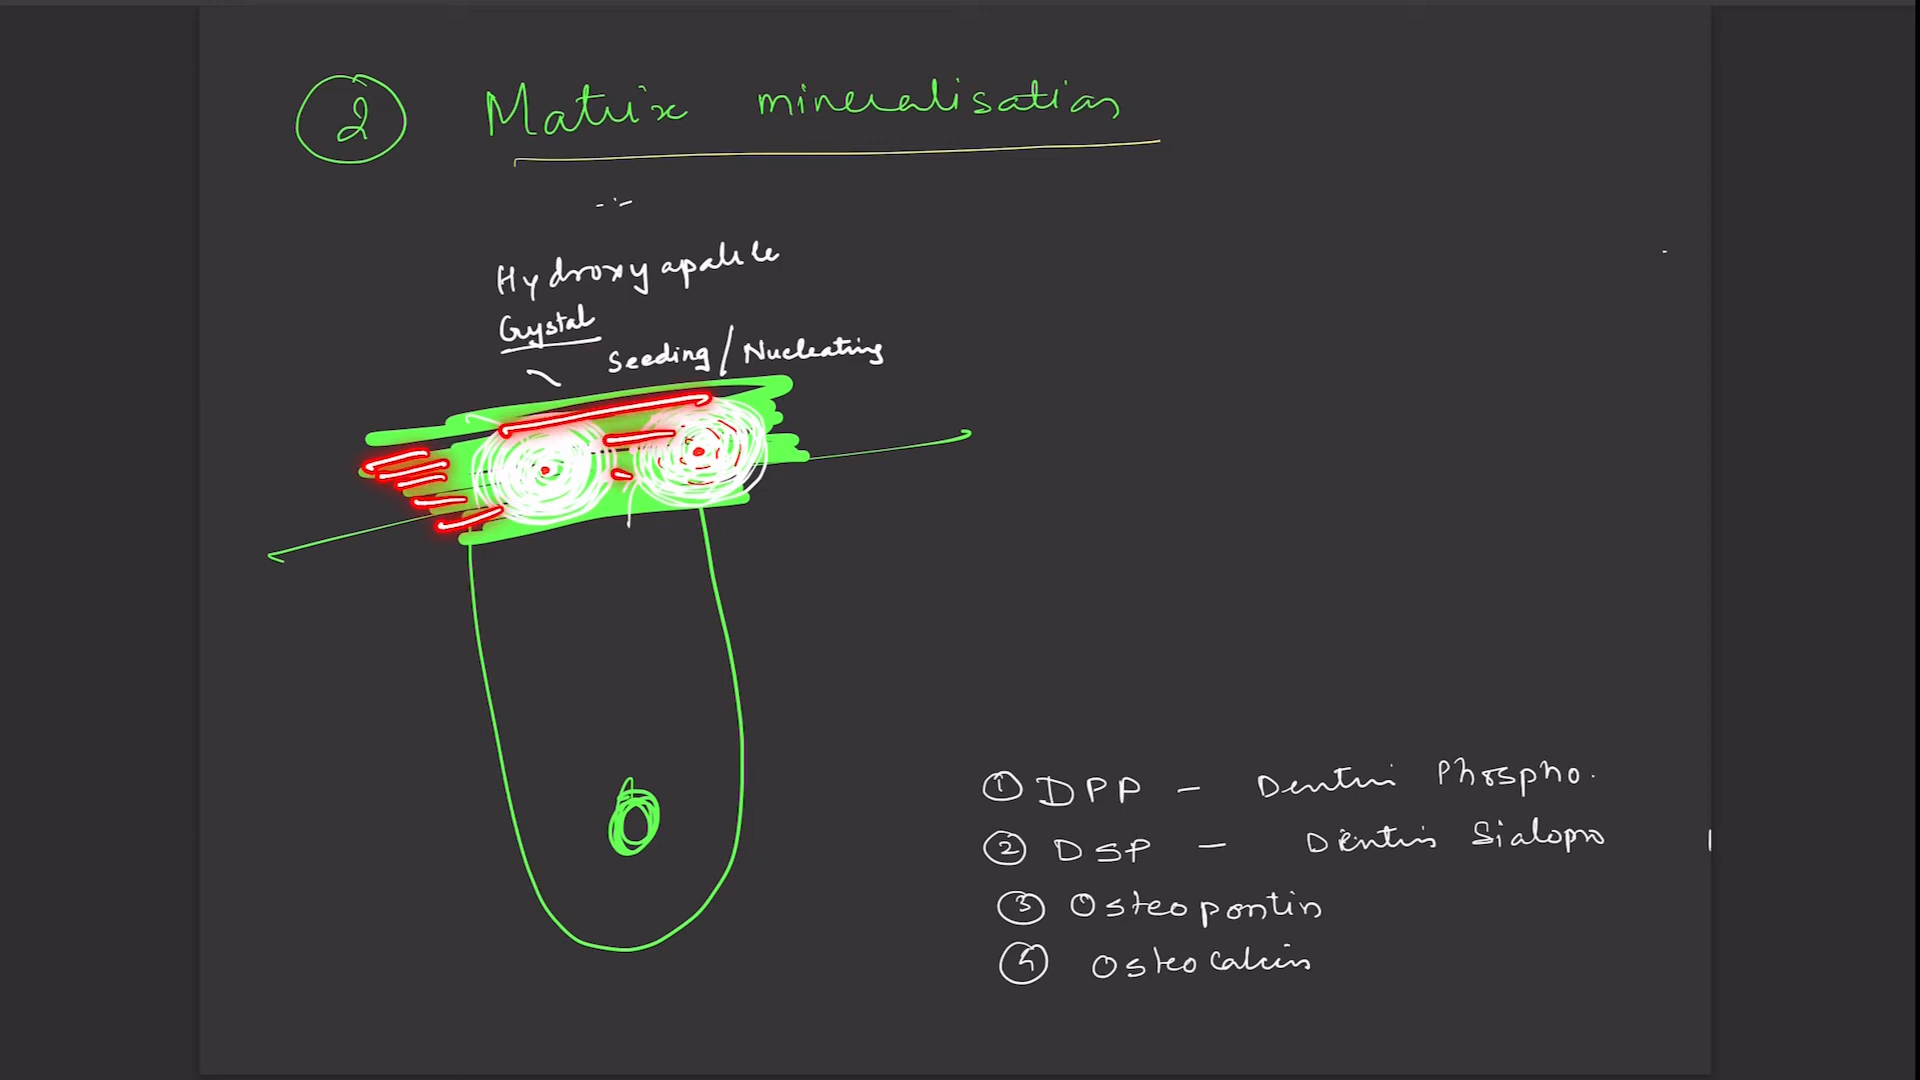 2 Matrix mineralisation
Hydroxyapatite
Crystal
Seeding / Nucleating
1 DPP - Dentin Phospho.
2 DSP - Dentin Sialopro
3 Osteopontin
4 Osteocalcin